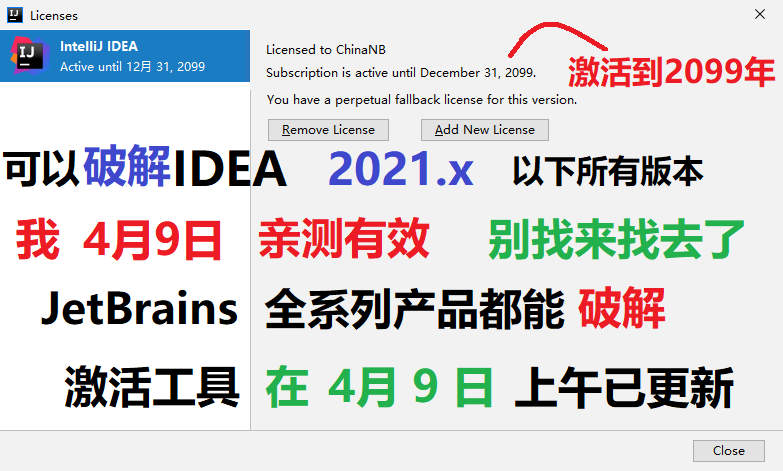 Licenses
IntelliJ IDEA
Active until 12月 31, 2099
Licensed to ChinaNB
Subscription is active until December 31, 2099.
激活到2099年
You have a perpetual fallback license for this version.
Remove License Add New License
可以破解IDEA 2021.x 以下所有版本
我 4月9日 亲测有效 别找来找去了
JetBrains 全系列产品都能 破解
激活工具 在 4月 9 日 上午已更新
Close